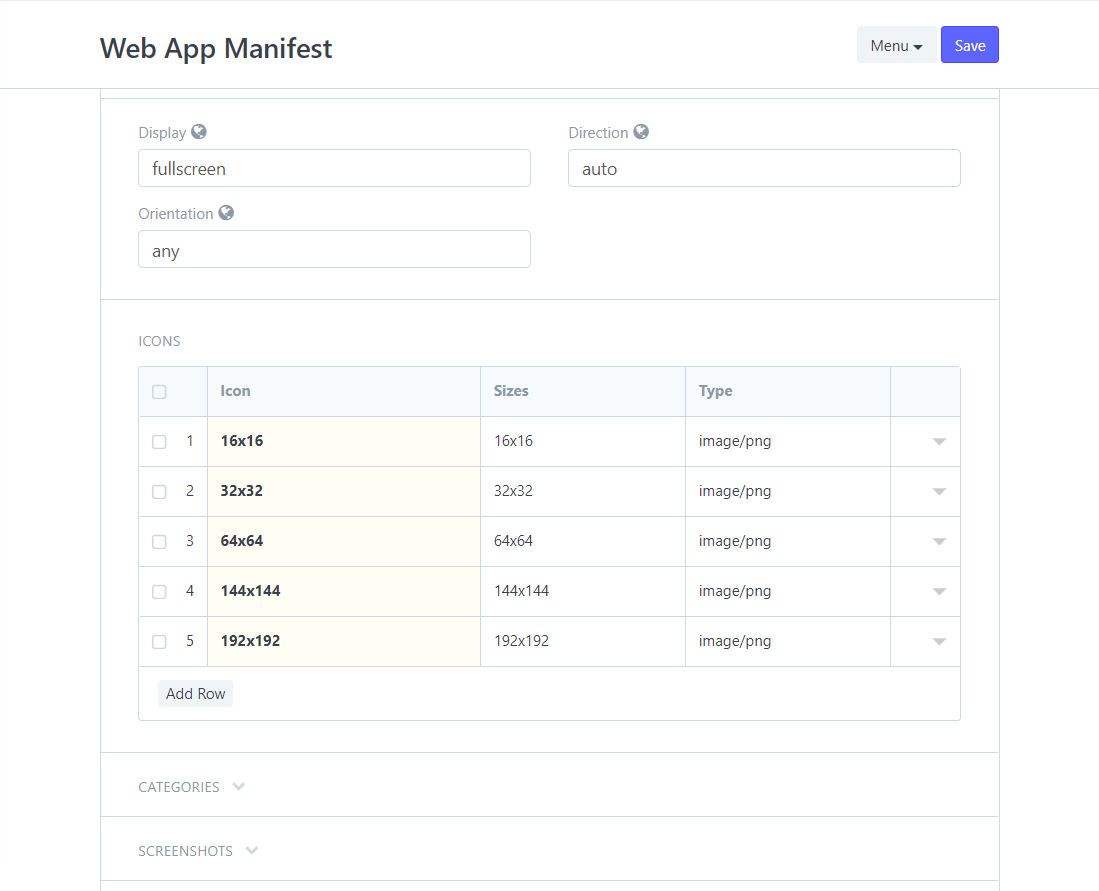 Web App Manifest
Menu Save
Display Direction
fullscreen auto
Orientation
any
ICONS
Icon Sizes Type
1 16x16 16x16 image/png
2 32x32 32x32 image/png
3 64x64 64x64 image/png
4 144x144 144x144 image/png
5 192x192 192x192 image/png
Add Row
CATEGORIES
SCREENSHOTS